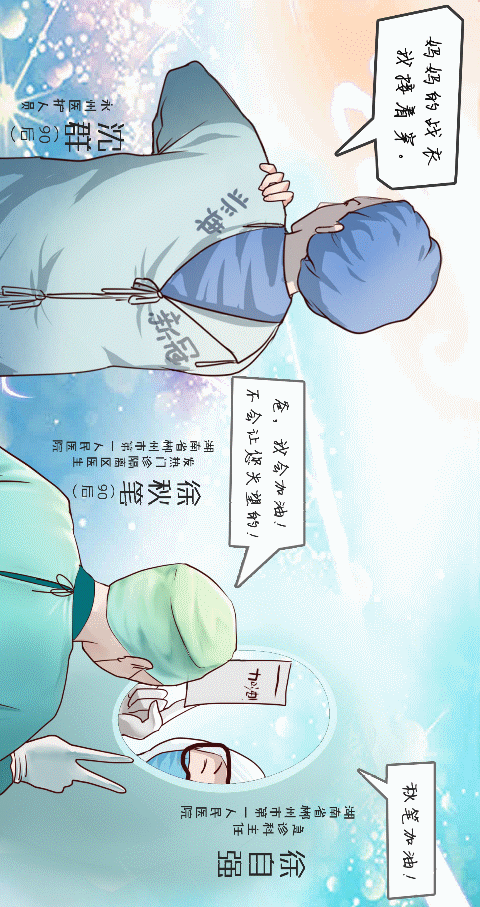 妈妈的战衣
我接着穿。
永州医护人员
沈群(90后)
非典
新冠
爸，我会加油！
不会让您失望的！
湖南省郴州市第一人民医院
发热门诊隔离区医生
徐秋笔(90后)
加油
秋笔加油！
湖南省郴州市第一人民医院
急诊科主任
徐自强